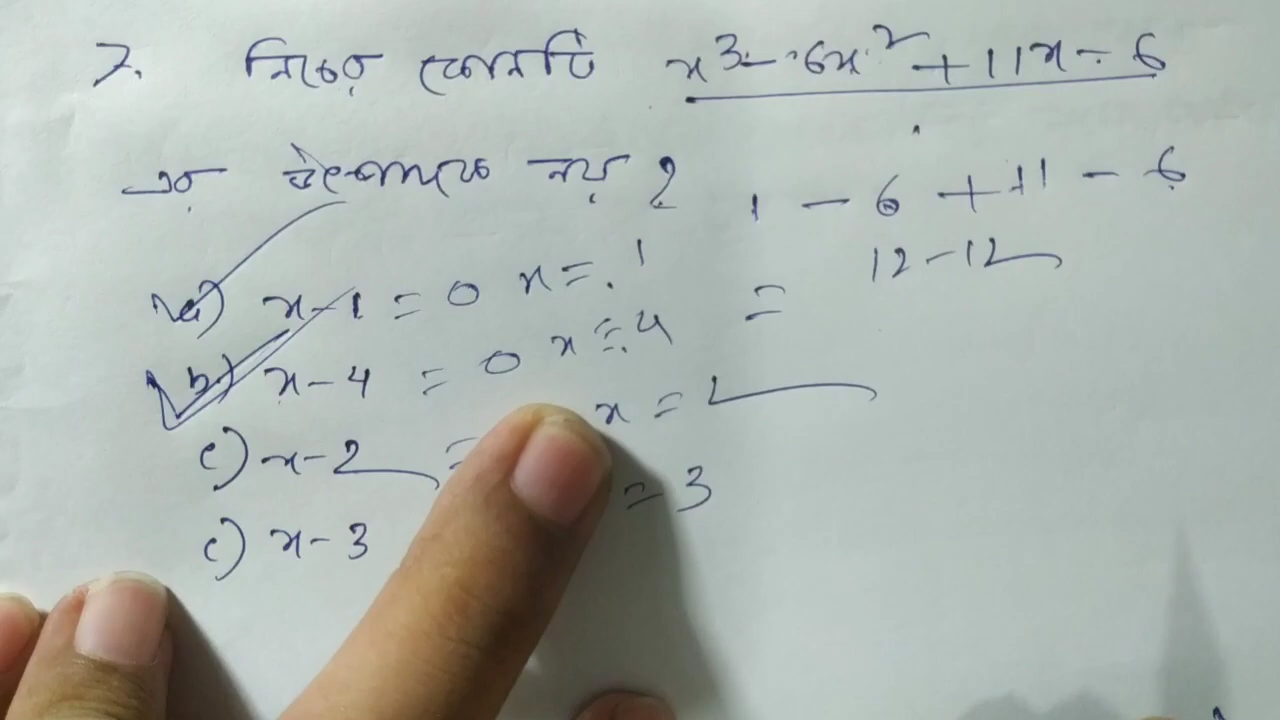 7. নিচের কোনটি x³ - 6x² + 11x - 6
এর উৎপাদক নয় ?
1 - 6 + 11 - 6
a) x-1 = 0 x = 1
= 12-12
b) x-4 = 0 x = 4
c) x-2 = x = 2
c) x-3 = 3